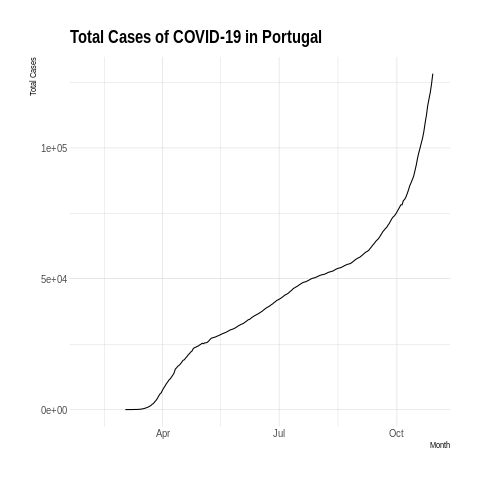 Total Cases of COVID-19 in Portugal
Total Cases
1e+05
5e+04
0e+00
Apr
Jul
Oct
Month